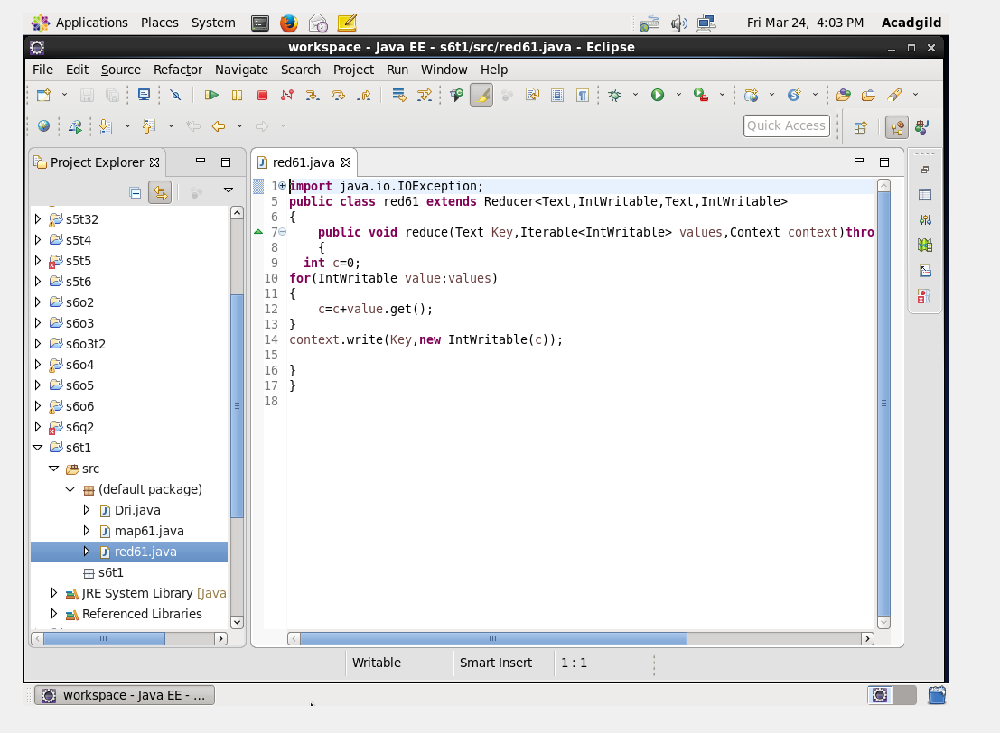 Applications Places System Fri Mar 24, 4:03 PM Acadgild
workspace - Java EE - s6t1/src/red61.java - Eclipse
File Edit Source Refactor Navigate Search Project Run Window Help
Quick Access
Project Explorer
s5t32
s5t4
s5t5
s5t6
s6o2
s6o3
s6o3t2
s6o4
s6o5
s6o6
s6q2
s6t1
src
(default package)
Dri.java
map61.java
red61.java
s6t1
JRE System Library [Java
Referenced Libraries
red61.java
1 import java.io.IOException;
5 public class red61 extends Reducer<Text,IntWritable,Text,IntWritable>
6 {
7 public void reduce(Text Key,Iterable<IntWritable> values,Context context)thro
8 {
9 int c=0;
10 for(IntWritable value:values)
11 {
12 c=c+value.get();
13 }
14 context.write(Key,new IntWritable(c));
15
16 }
17 }
18
Writable Smart Insert 1 : 1
workspace - Java EE - ...